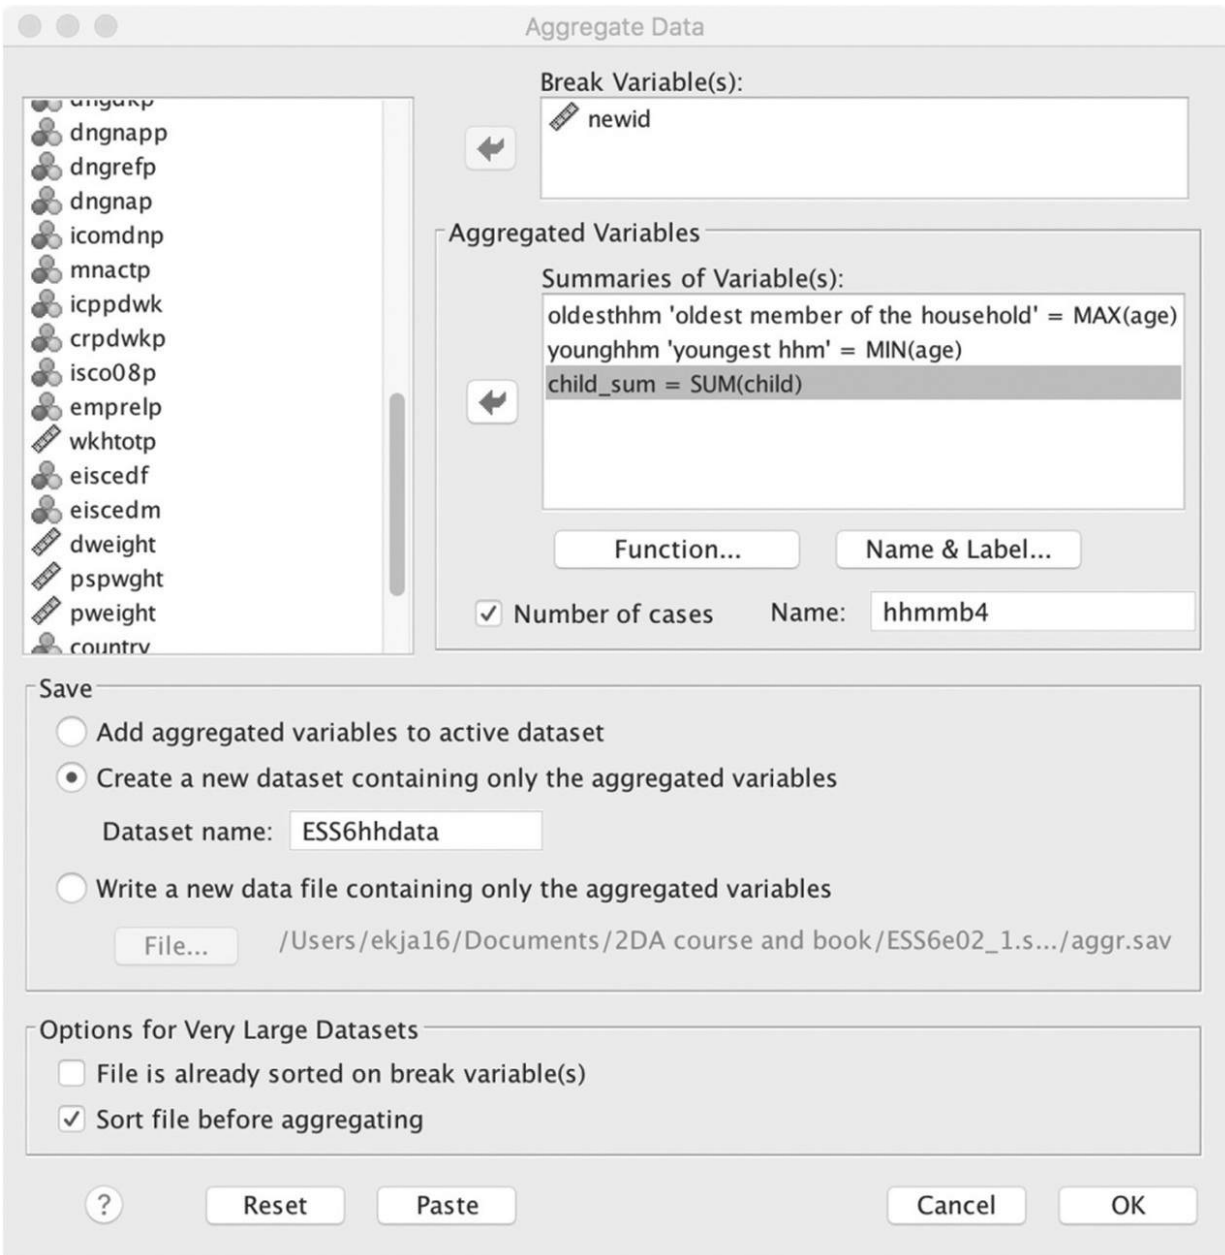 Aggregate Data
dngnapp
dngrefp
dngnap
icomdnp
mnactp
icppdwk
crpdwkp
isco08p
emprelp
wkhtotp
eiscedf
eiscedm
dweight
pspwght
pweight
country
Break Variable(s):
newid
Aggregated Variables
Summaries of Variable(s):
oldesthhm 'oldest member of the household' = MAX(age)
younghhm 'youngest hhm' = MIN(age)
child_sum = SUM(child)
Function...
Name & Label...
Number of cases
Name:
hhmmb4
Save
Add aggregated variables to active dataset
Create a new dataset containing only the aggregated variables
Dataset name:
ESS6hhdata
Write a new data file containing only the aggregated variables
File...
/Users/ekja16/Documents/2DA course and book/ESS6e02_1.s.../aggr.sav
Options for Very Large Datasets
File is already sorted on break variable(s)
Sort file before aggregating
?
Reset
Paste
Cancel
OK